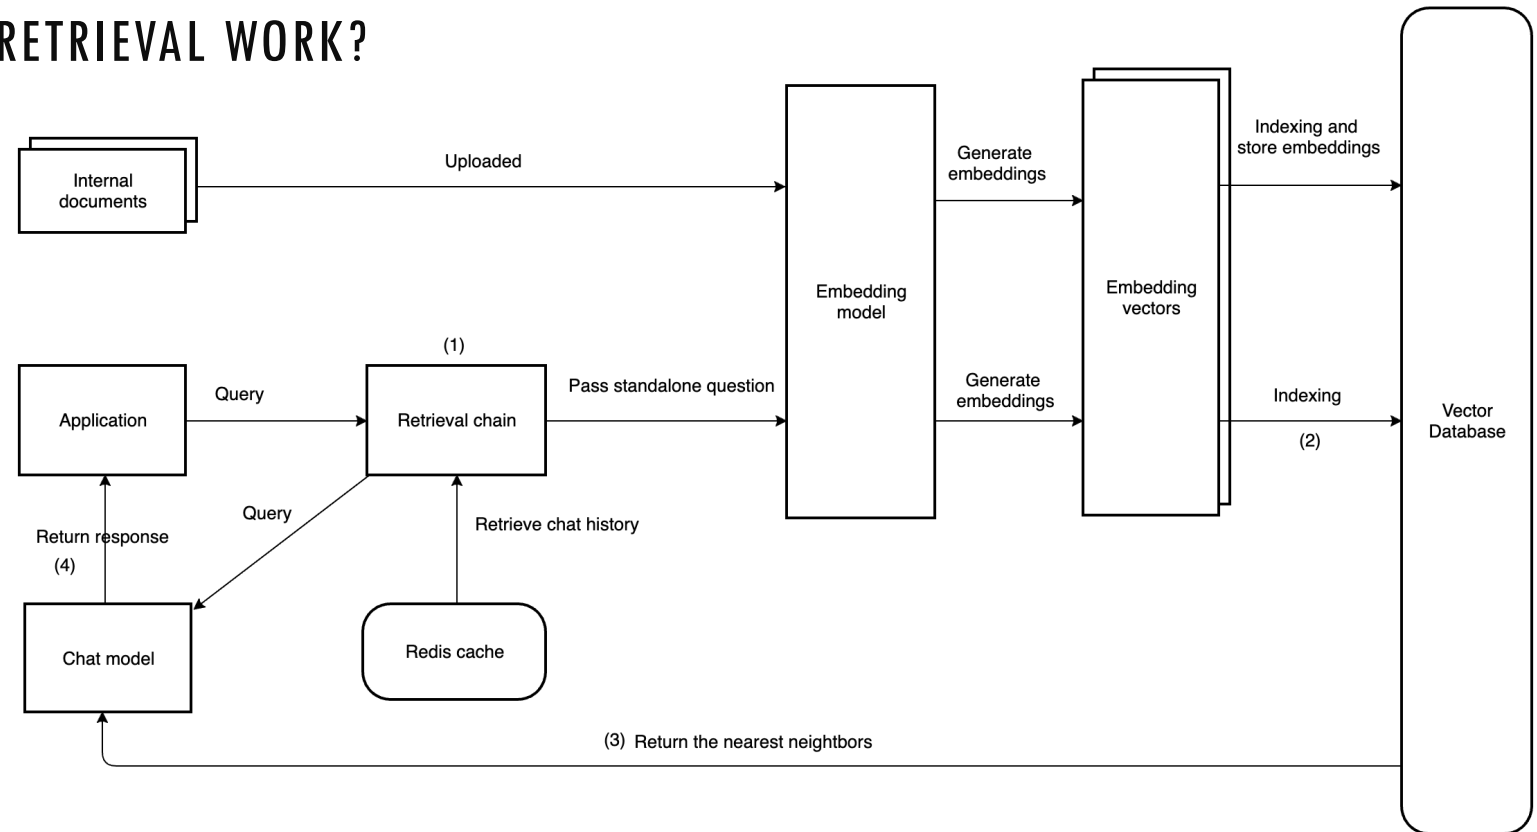 RETRIEVAL WORK?
Internal
documents
Uploaded
Generate
embeddings
Indexing and
store embeddings
Embedding
model
Embedding
vectors
(1)
Application
Query
Retrieval chain
Pass standalone question
Generate
embeddings
Indexing
(2)
Vector
Database
Query
Retrieve chat history
Return response
(4)
Chat model
Redis cache
(3) Return the nearest neighbors